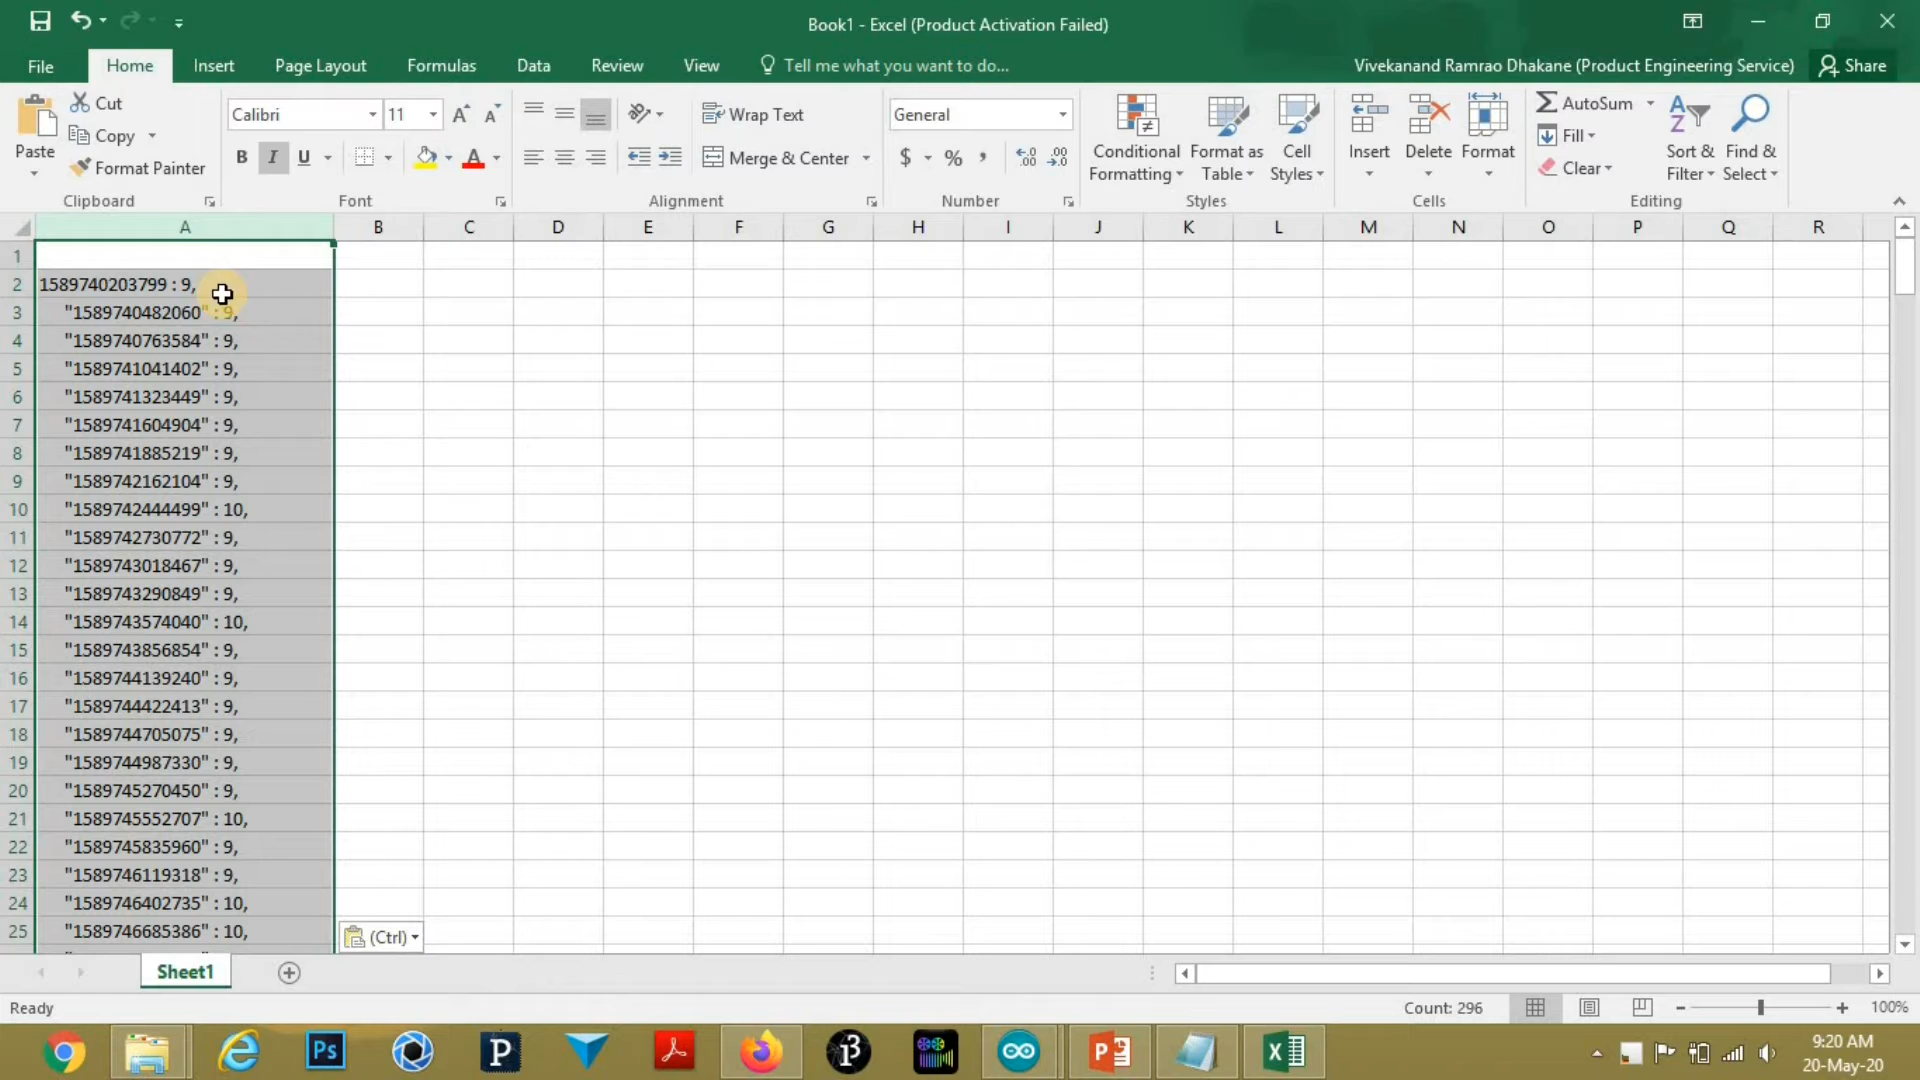 Book1 - Excel (Product Activation Failed)
File Home Insert Page Layout Formulas Data Review View Tell me what you want to do... Vivekanand Ramrao Dhakane (Product Engineering Service) Share
Paste Cut Copy Format Painter Clipboard
Calibri 11 A A B I U A Font
Wrap Text Merge & Center Alignment
General $ % , Number
Conditional Formatting Format as Table Cell Styles Styles
Insert Delete Format Cells
AutoSum Fill Clear Sort & Filter Find & Select Editing
A B C D E F G H I J K L M N O P Q R
1
2 1589740203799 : 9,
3 "1589740482060" : 9,
4 "1589740763584" : 9,
5 "1589741041402" : 9,
6 "1589741323449" : 9,
7 "1589741604904" : 9,
8 "1589741885219" : 9,
9 "1589742162104" : 9,
10 "1589742444499" : 10,
11 "1589742730772" : 9,
12 "1589743018467" : 9,
13 "1589743290849" : 9,
14 "1589743574040" : 10,
15 "1589743856854" : 9,
16 "1589744139240" : 9,
17 "1589744422413" : 9,
18 "1589744705075" : 9,
19 "1589744987330" : 9,
20 "1589745270450" : 9,
21 "1589745552707" : 10,
22 "1589745835960" : 9,
23 "1589746119318" : 9,
24 "1589746402735" : 10,
25 "1589746685386" : 10,
(Ctrl)
Sheet1
Ready Count: 296 100%
Ps P i3 P X
9:20 AM
20-May-20